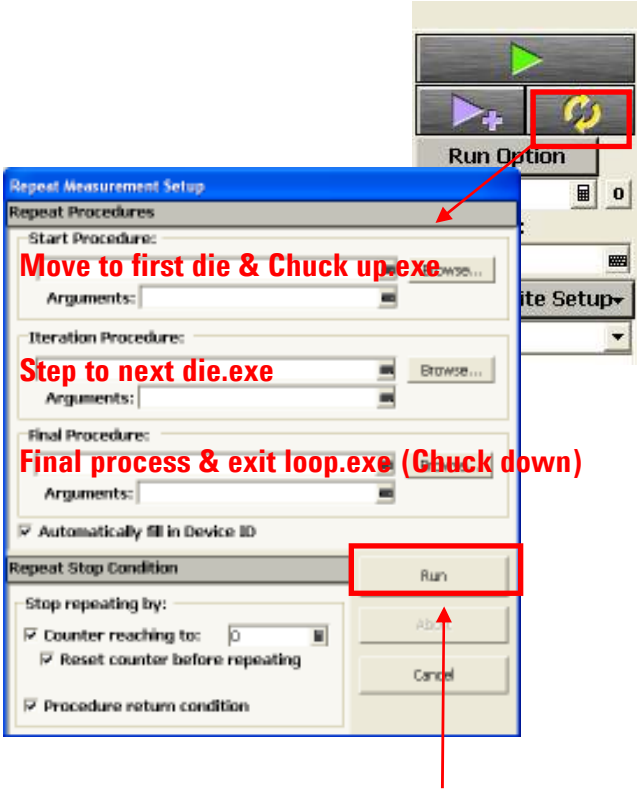 Run Option
0
:
ite Setup
Repeat Measurement Setup
Repeat Procedures
Start Procedure:
Move to first die & Chuck up.exe
Browse...
Arguments:
Iteration Procedure:
Step to next die.exe
Browse...
Arguments:
Final Procedure:
Final process & exit loop.exe (Chuck down)
Arguments:
Automatically fill in Device ID
Repeat Stop Condition
Run
Stop repeating by:
Abort
Counter reaching to: 0
Reset counter before repeating
Cancel
Procedure return condition